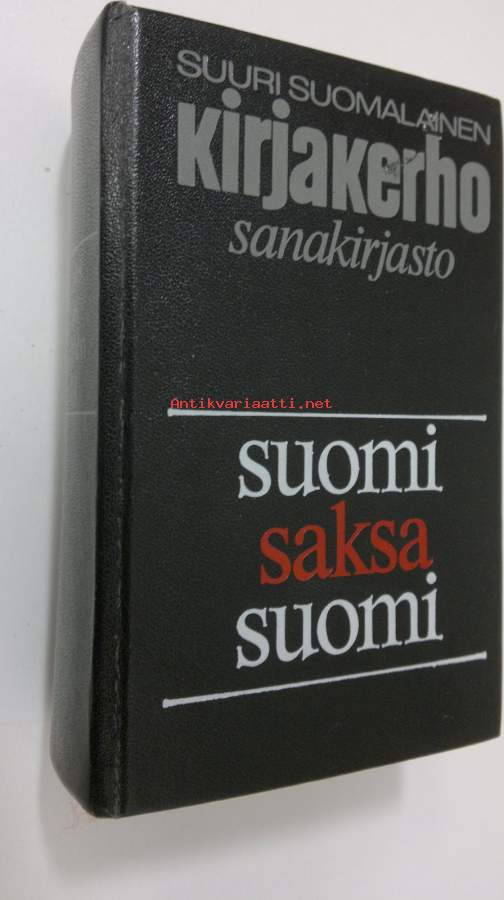 SUURI SUOMALAINEN
Kirjakerho
sanakirjasto
Antikvariaatti.net
suomi
saksa
suomi